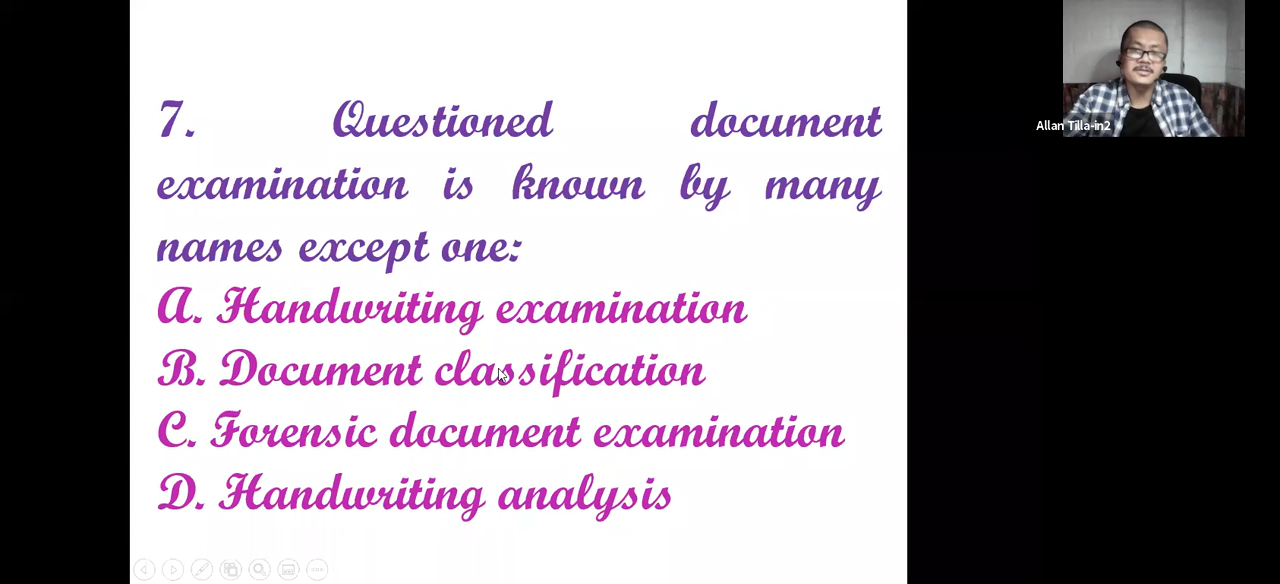 7. Questioned document
examination is known by many
names except one:
A. Handwriting examination
B. Document classification
C. Forensic document examination
D. Handwriting analysis
Allan Tilla-in2